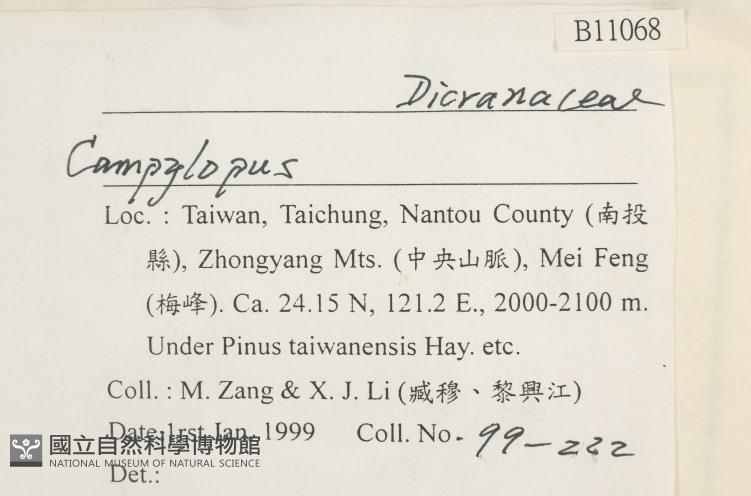 B11068
Dicranaceae
Campylopus
Loc. : Taiwan, Taichung, Nantou County (南投
縣), Zhongyang Mts. (中央山脈), Mei Feng
(梅峰). Ca. 24.15 N, 121.2 E., 2000-2100 m.
Under Pinus taiwanensis Hay. etc.
Coll. : M. Zang & X. J. Li (臧穆、黎興江)
Date:1rst Jan, 1999 Coll. No. 99-222
國立自然科學博物館
NATIONAL MUSEUM OF NATURAL SCIENCE
Det.: